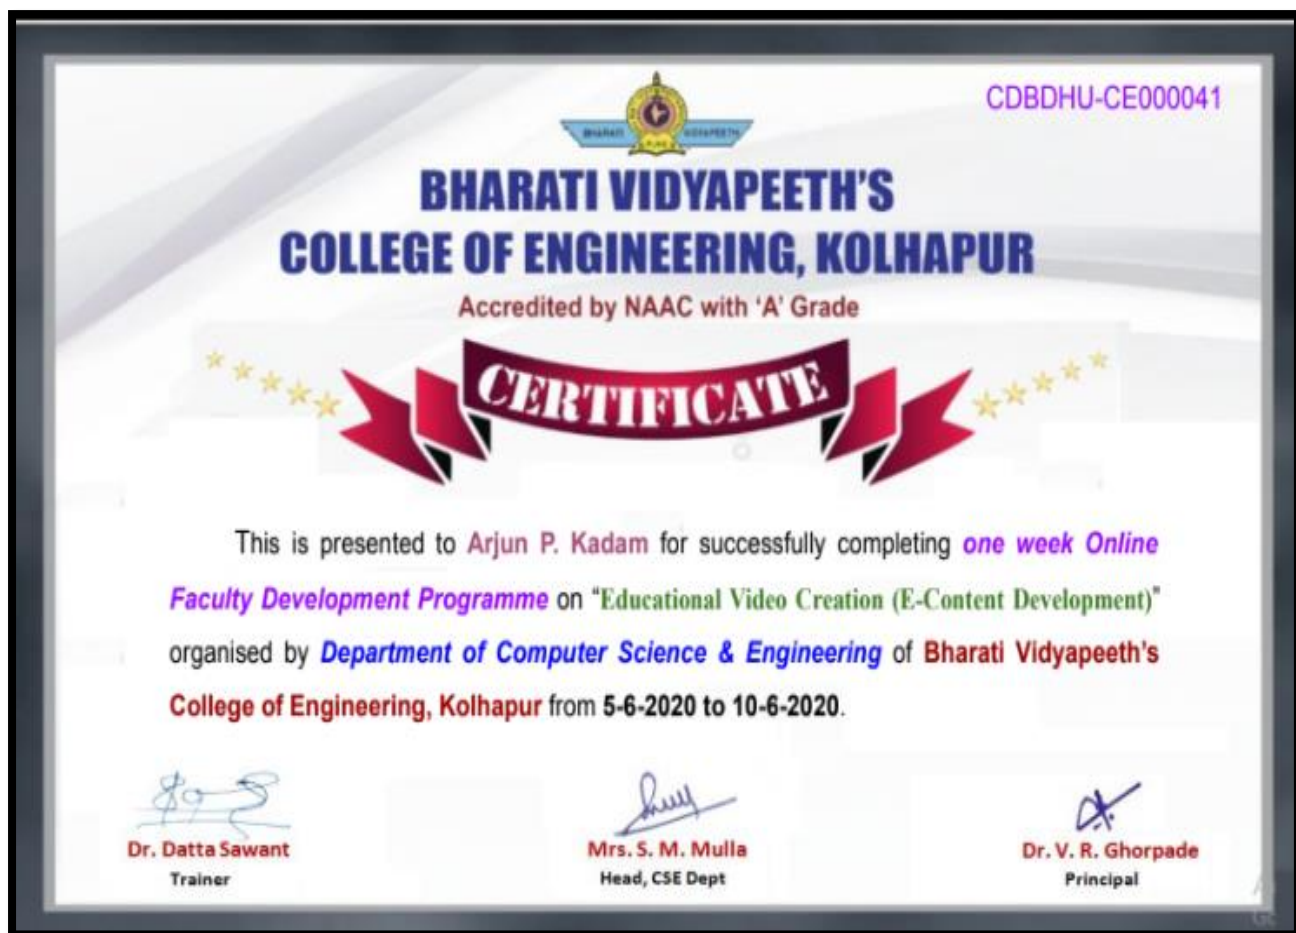 CDBDHU-CE000041
BHARATI VIDYAPEETH
PUNE
BHARATI VIDYAPEETH'S
COLLEGE OF ENGINEERING, KOLHAPUR
Accredited by NAAC with ‘A’ Grade
CERTIFICATE
This is presented to Arjun P. Kadam for successfully completing one week Online
Faculty Development Programme on “Educational Video Creation (E-Content Development)”
organised by Department of Computer Science & Engineering of Bharati Vidyapeeth's
College of Engineering, Kolhapur from 5-6-2020 to 10-6-2020.
Dr. Datta Sawant
Trainer
Mrs. S. M. Mulla
Head, CSE Dept
Dr. V. R. Ghorpade
Principal